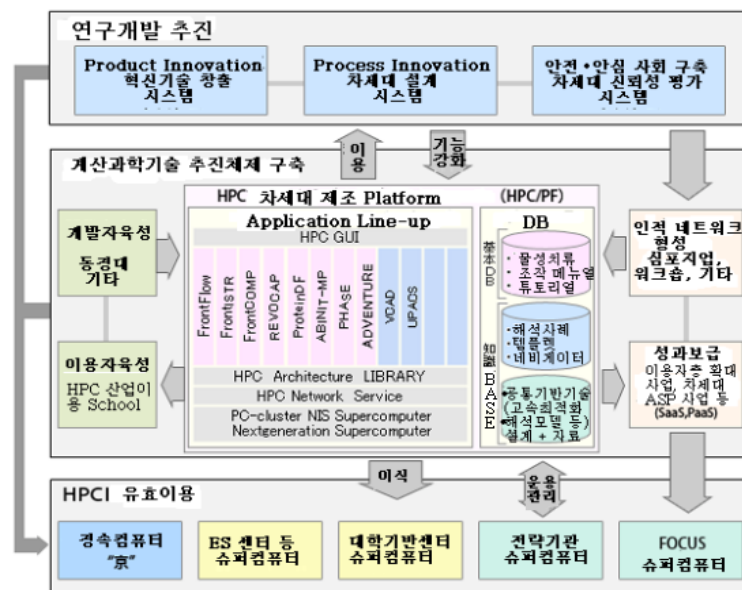 연구개발 추진
Product Innovation
혁신기술 창출
시스템
Process Innovation
차세대 설계
시스템
안전•안심 사회 구축
차세대 신뢰성 평가
시스템
이용
기능
강화
계산과학기술 추진체제 구축
개발자육성
동경대
기타
이용자육성
HPC 산업이
용 School
HPC 차세대 제조 Platform (HPC/PF)
Application Line-up
HPC GUI
FrontFlow
FrontISTR
FrontCOMP
REVOCAP
ProteinDF
ABINIT-MP
PHASE
ADVENTURE
VCAD
UPACS
HPC Architecture LIBRARY
HPC Network Service
PC-cluster NIS Supercomputer
Nextgeneration Supercomputer
DB
基本DB
• 물성치류
• 조작 메뉴얼
• 튜토리얼
知識BASE
•해석사례
•템플렛
•네비게이터
•공통기반기술
(고속최적화
•해석모델 등)
설계 + 자료
인적 네트워크
형성
심포지업,
워크숍, 기타
성과보급
이용자층 확대
사업, 차세대
ASP 사업 등
(SaaS,PaaS)
이식
운용
관리
HPCI 유효이용
경속컴퓨터
"京"
ES 센터 등
슈퍼컴퓨터
대학기반센터
슈퍼컴퓨터
전략기관
슈퍼컴퓨터
FOCUS
슈퍼컴퓨터